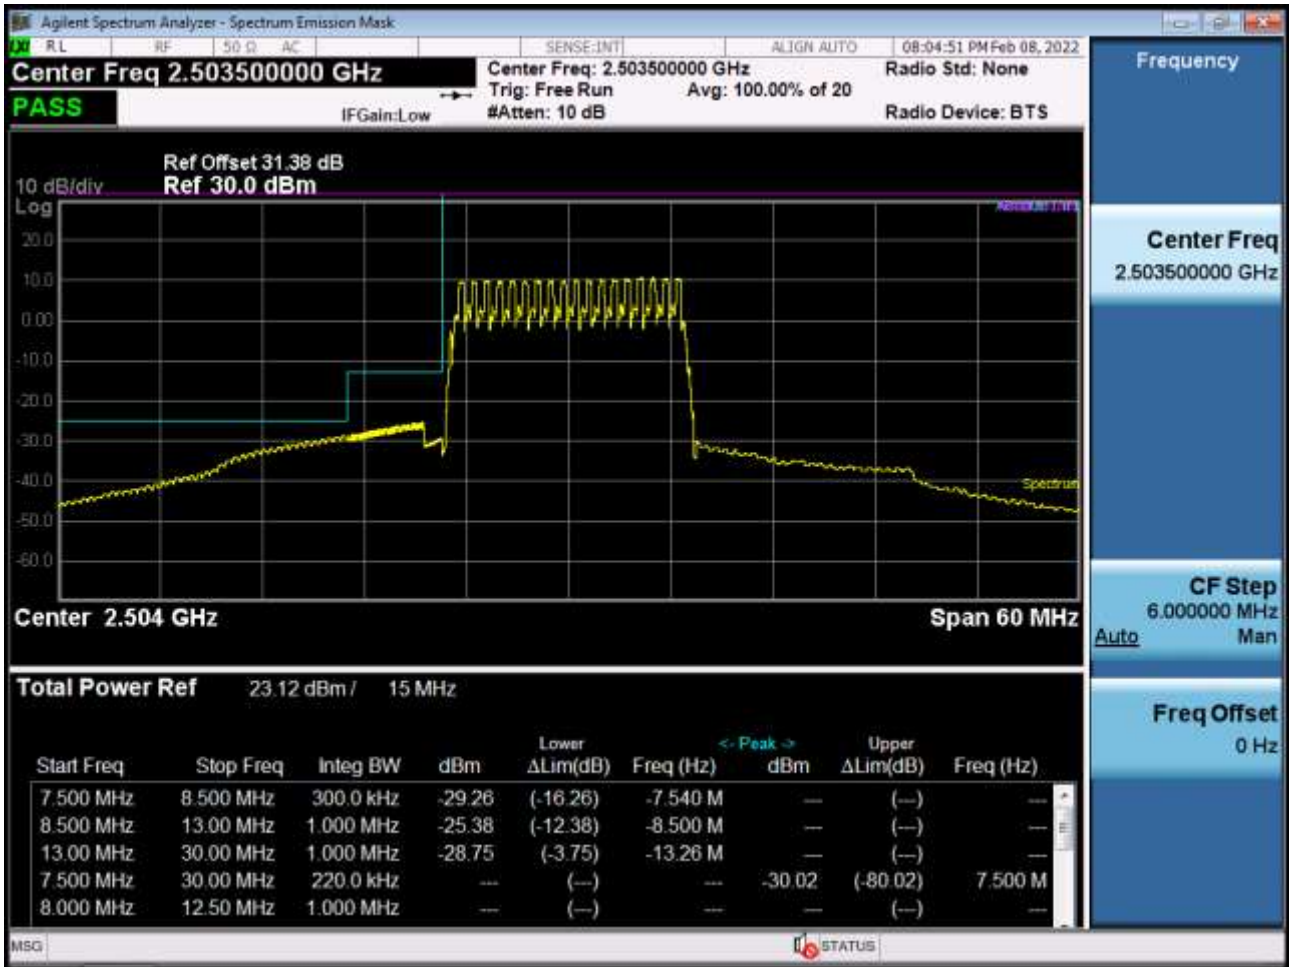 Agilent Spectrum Analyzer - Spectrum Emission Mask
RL RF 50 Ω AC SENSE:INT ALIGN AUTO 08:04:51 PM Feb 08, 2022
Center Freq 2.503500000 GHz
PASS
IFGain:Low
Center Freq: 2.503500000 GHz
Trig: Free Run Avg: 100.00% of 20
#Atten: 10 dB
Radio Std: None
Radio Device: BTS
Ref Offset 31.38 dB
10 dB/div Ref 30.0 dBm
Log
20.0
10.0
0.00
-10.0
-20.0
-30.0
-40.0
-50.0
-60.0
Spectrum
Center 2.504 GHz Span 60 MHz
Total Power Ref 23.12 dBm / 15 MHz
Lower <- Peak -> Upper
Start Freq Stop Freq Integ BW dBm ΔLim(dB) Freq (Hz) dBm ΔLim(dB) Freq (Hz)
7.500 MHz 8.500 MHz 300.0 kHz -29.26 (-16.26) -7.540 M --- (---) ---
8.500 MHz 13.00 MHz 1.000 MHz -25.38 (-12.38) -8.500 M --- (---) ---
13.00 MHz 30.00 MHz 1.000 MHz -28.75 (-3.75) -13.26 M --- (---) ---
7.500 MHz 30.00 MHz 220.0 kHz --- (---) --- -30.02 (-80.02) 7.500 M
8.000 MHz 12.50 MHz 1.000 MHz --- (---) --- --- (---) ---
MSG STATUS
Frequency
Center Freq
2.503500000 GHz
CF Step
6.000000 MHz
Auto Man
Freq Offset
0 Hz